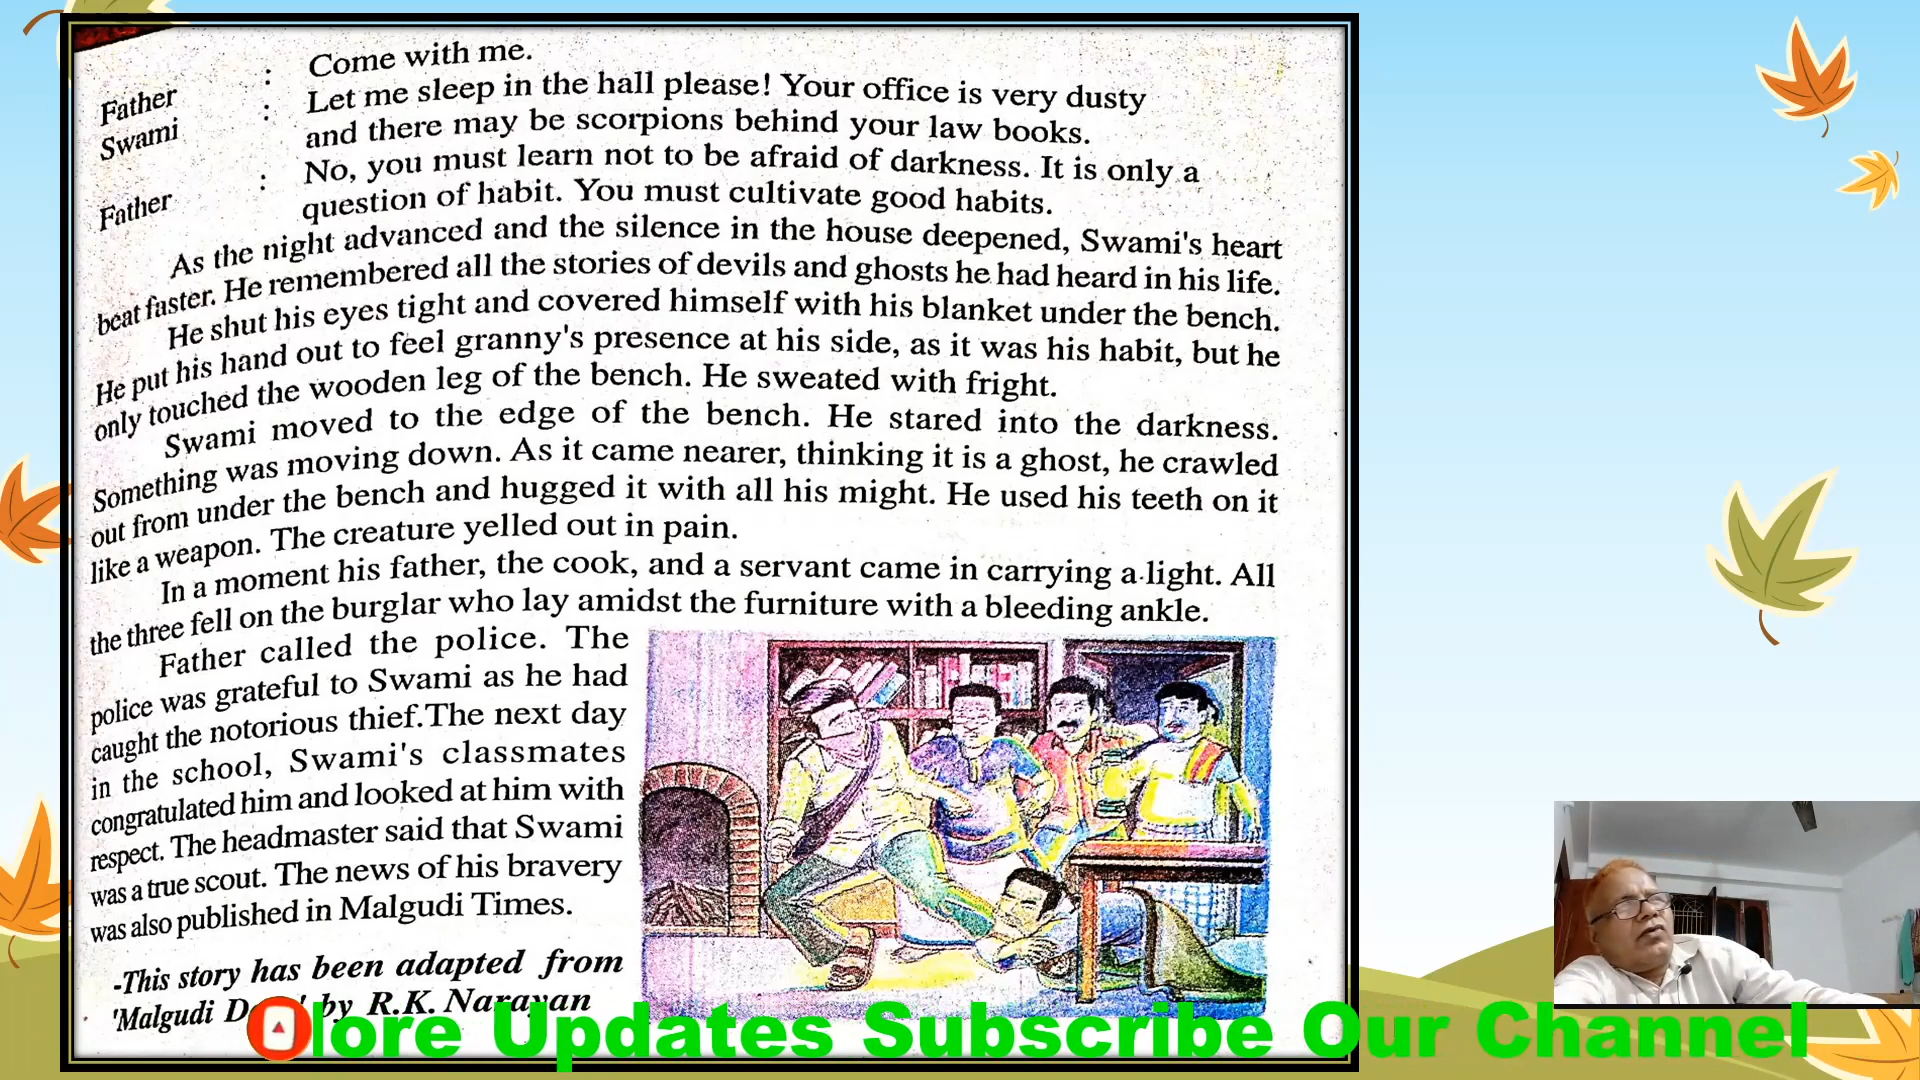 Father : Come with me.
Swami : Let me sleep in the hall please! Your office is very dusty
and there may be scorpions behind your law books.
Father : No, you must learn not to be afraid of darkness. It is only a
question of habit. You must cultivate good habits.
As the night advanced and the silence in the house deepened, Swami's heart
beat faster. He remembered all the stories of devils and ghosts he had heard in his life.
He shut his eyes tight and covered himself with his blanket under the bench.
He put his hand out to feel granny's presence at his side, as it was his habit, but he
only touched the wooden leg of the bench. He sweated with fright.
Swami moved to the edge of the bench. He stared into the darkness.
Something was moving down. As it came nearer, thinking it is a ghost, he crawled
out from under the bench and hugged it with all his might. He used his teeth on it
like a weapon. The creature yelled out in pain.
In a moment his father, the cook, and a servant came in carrying a light. All
the three fell on the burglar who lay amidst the furniture with a bleeding ankle.
Father called the police. The
police was grateful to Swami as he had
caught the notorious thief.The next day
in the school, Swami's classmates
congratulated him and looked at him with
respect. The headmaster said that Swami
was a true scout. The news of his bravery
was also published in Malgudi Times.
-This story has been adapted from
'Malgudi by R.K. Narayan
lore Updates Subscribe Our Channel